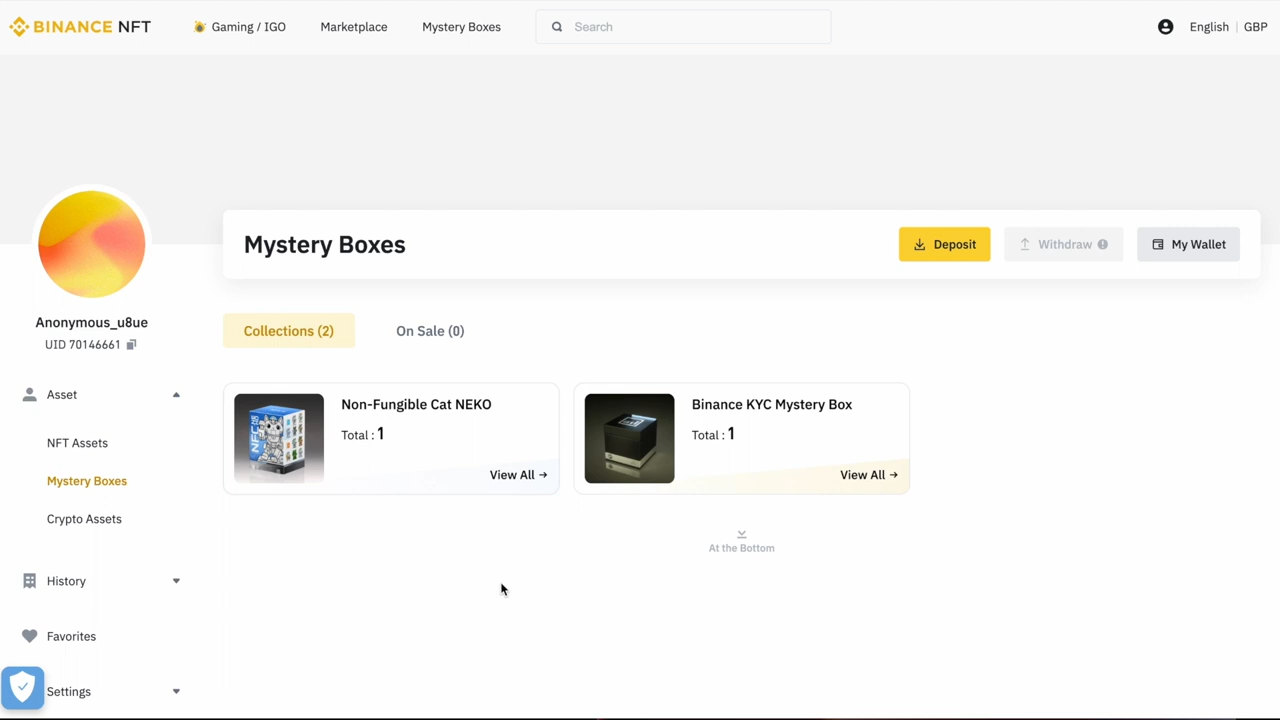 BINANCE NFT
Gaming / IGO
Marketplace
Mystery Boxes
Search
English | GBP
Mystery Boxes
Deposit
Withdraw
My Wallet
Anonymous_u8ue
UID 70146661
Collections (2)
On Sale (0)
Asset
NFT Assets
Mystery Boxes
Crypto Assets
History
Favorites
Settings
Non-Fungible Cat NEKO
Total : 1
View All →
Binance KYC Mystery Box
Total : 1
View All →
At the Bottom